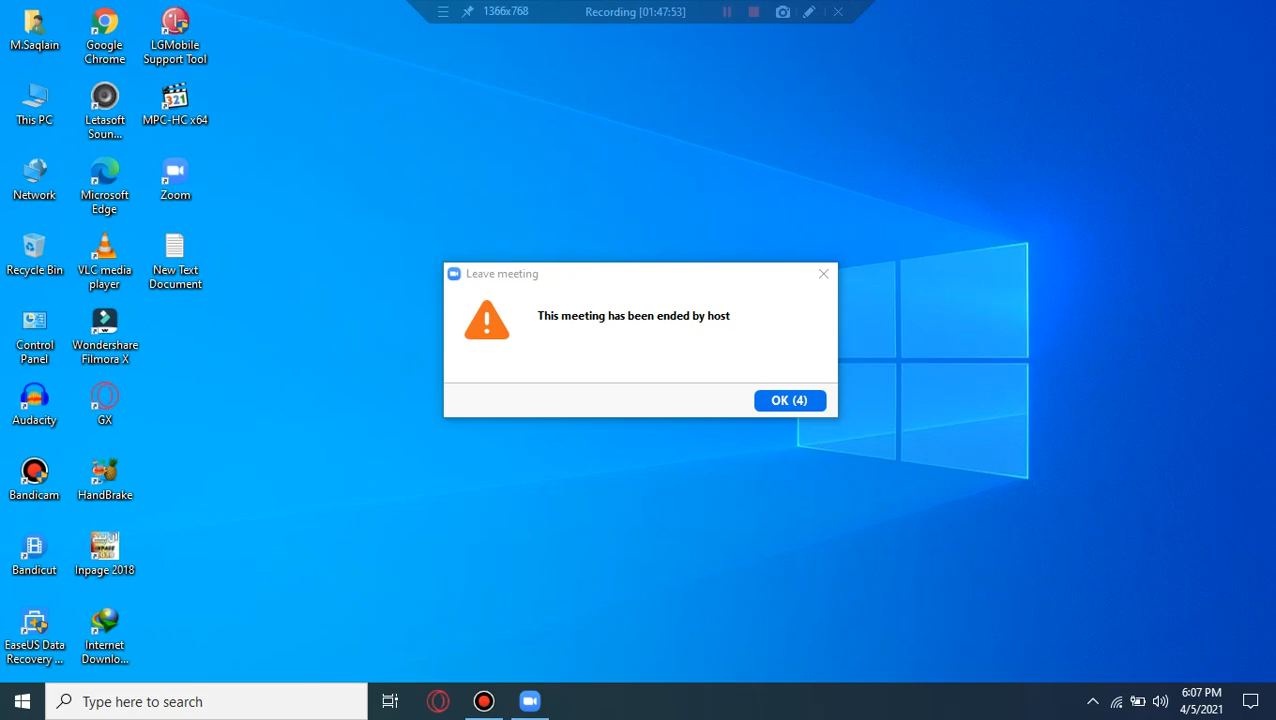 1366x768
Recording [01:47:53]
M.Saqlain
Google
Chrome
LGMobile
Support Tool
This PC
Letasoft
Soun...
MPC-HC x64
Network
Microsoft
Edge
Zoom
Recycle Bin
VLC media
player
New Text
Document
Control
Panel
Wondershare
Filmora X
Audacity
GX
Bandicam
HandBrake
Bandicut
Inpage 2018
EaseUS Data
Recovery ...
Internet
Downlo...
Leave meeting
This meeting has been ended by host
OK (4)
Type here to search
6:07 PM
4/5/2021